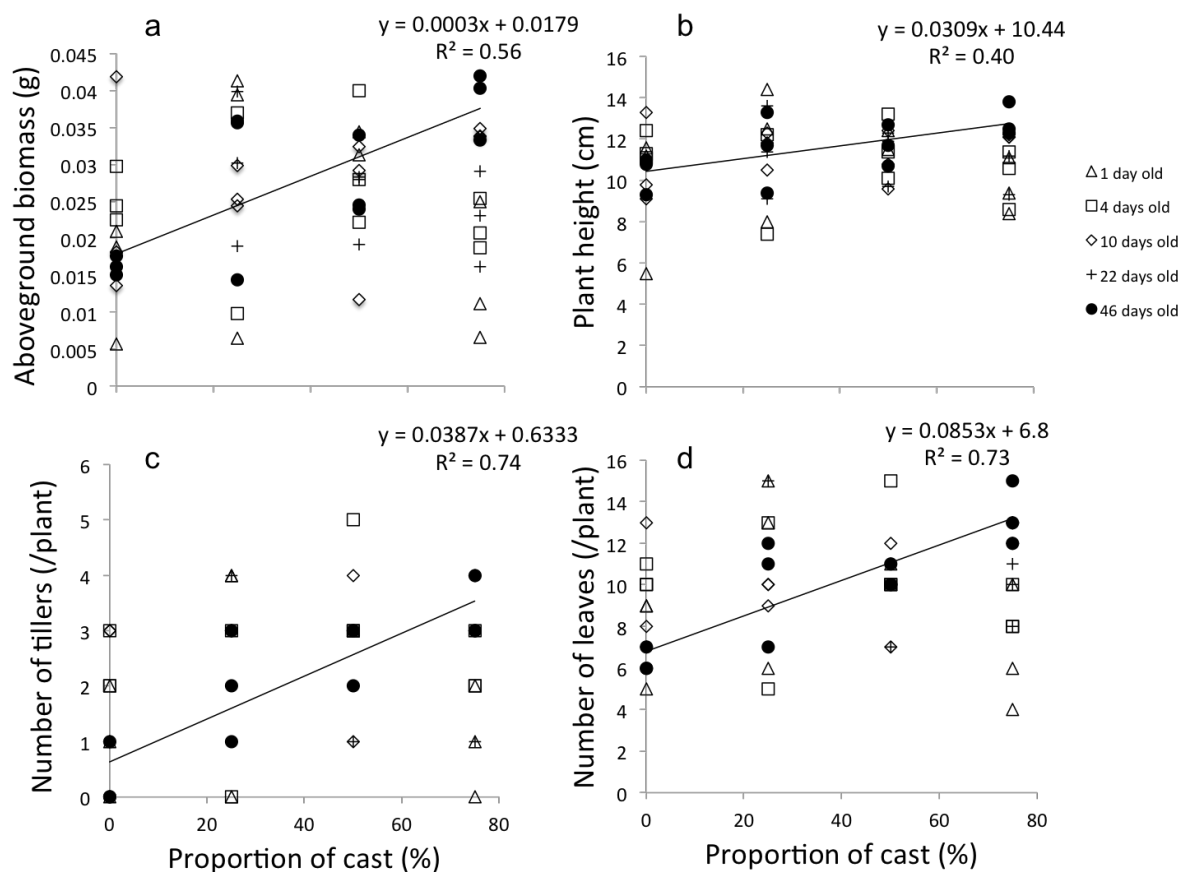 a
y = 0.0003x + 0.0179
R² = 0.56
Aboveground biomass (g)
0.045
0.04
0.035
0.03
0.025
0.02
0.015
0.01
0.005
0
b
y = 0.0309x + 10.44
R² = 0.40
Plant height (cm)
16
14
12
10
8
6
4
2
0
1 day old
4 days old
10 days old
22 days old
46 days old
c
y = 0.0387x + 0.6333
R² = 0.74
Number of tillers (/plant)
6
5
4
3
2
1
0
0 20 40 60 80
Proportion of cast (%)
d
y = 0.0853x + 6.8
R² = 0.73
Number of leaves (/plant)
16
14
12
10
8
6
4
2
0
0 20 40 60 80
Proportion of cast (%)